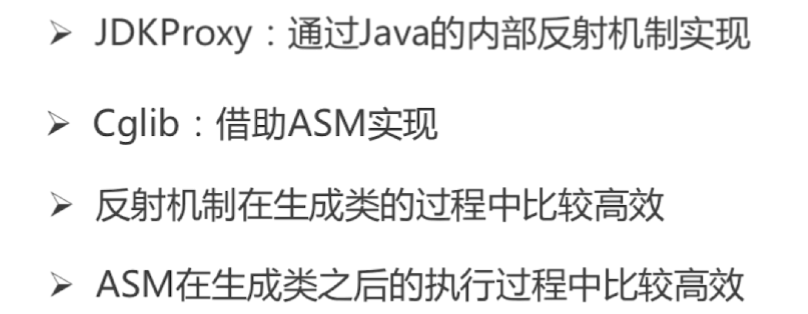 ➢ JDKProxy：通过Java的内部反射机制实现
➢ Cglib：借助ASM实现
➢ 反射机制在生成类的过程中比较高效
➢ ASM在生成类之后的执行过程中比较高效